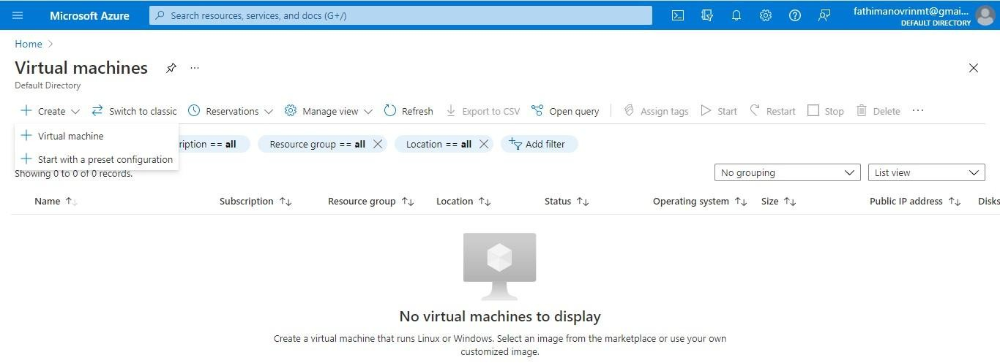 Microsoft Azure
Search resources, services, and docs (G+/)
fathimanovrinmt@gmai...
DEFAULT DIRECTORY
Home
Virtual machines
...
Default Directory
Create Switch to classic Reservations Manage view Refresh Export to CSV Open query Assign tags Start Restart Stop Delete ...
Virtual machine
ription == all Resource group == all Location == all Add filter
Start with a preset configuration
Showing 0 to 0 of 0 records.
No grouping List view
Name Subscription Resource group Location Status Operating system Size Public IP address Disks
No virtual machines to display
Create a virtual machine that runs Linux or Windows. Select an image from the marketplace or use your own
customized image.